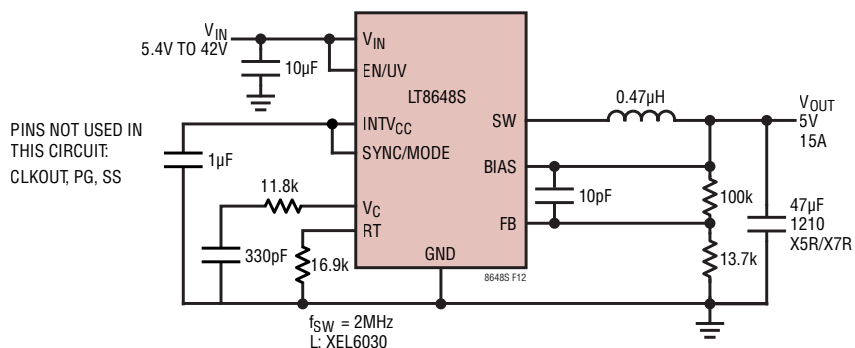 VIN
5.4V TO 42V
10µF
VIN
EN/UV
LT8648S
INTVCC
SYNC/MODE
PINS NOT USED IN
THIS CIRCUIT:
CLKOUT, PG, SS
1µF
11.8k
VC
RT
330pF
16.9k
GND
SW
BIAS
FB
0.47µH
10pF
100k
13.7k
VOUT
5V
15A
47µF
1210
X5R/X7R
8648S F12
fSW = 2MHz
L: XEL6030